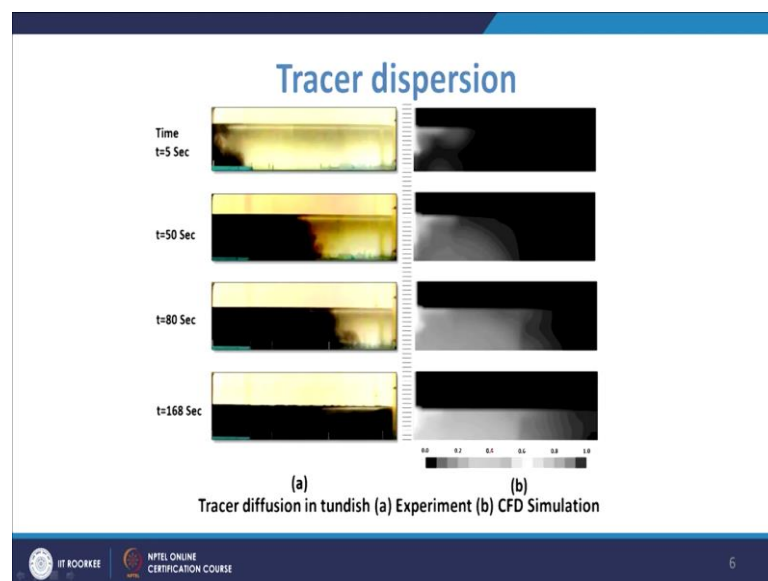 Tracer dispersion
Time
t=5 Sec
t=50 Sec
t=80 Sec
t=168 Sec
0.0 0.2 0.4 0.6 0.8 1.0
(a) (b)
Tracer diffusion in tundish (a) Experiment (b) CFD Simulation
IIT ROORKEE
NPTEL ONLINE
CERTIFICATION COURSE
6